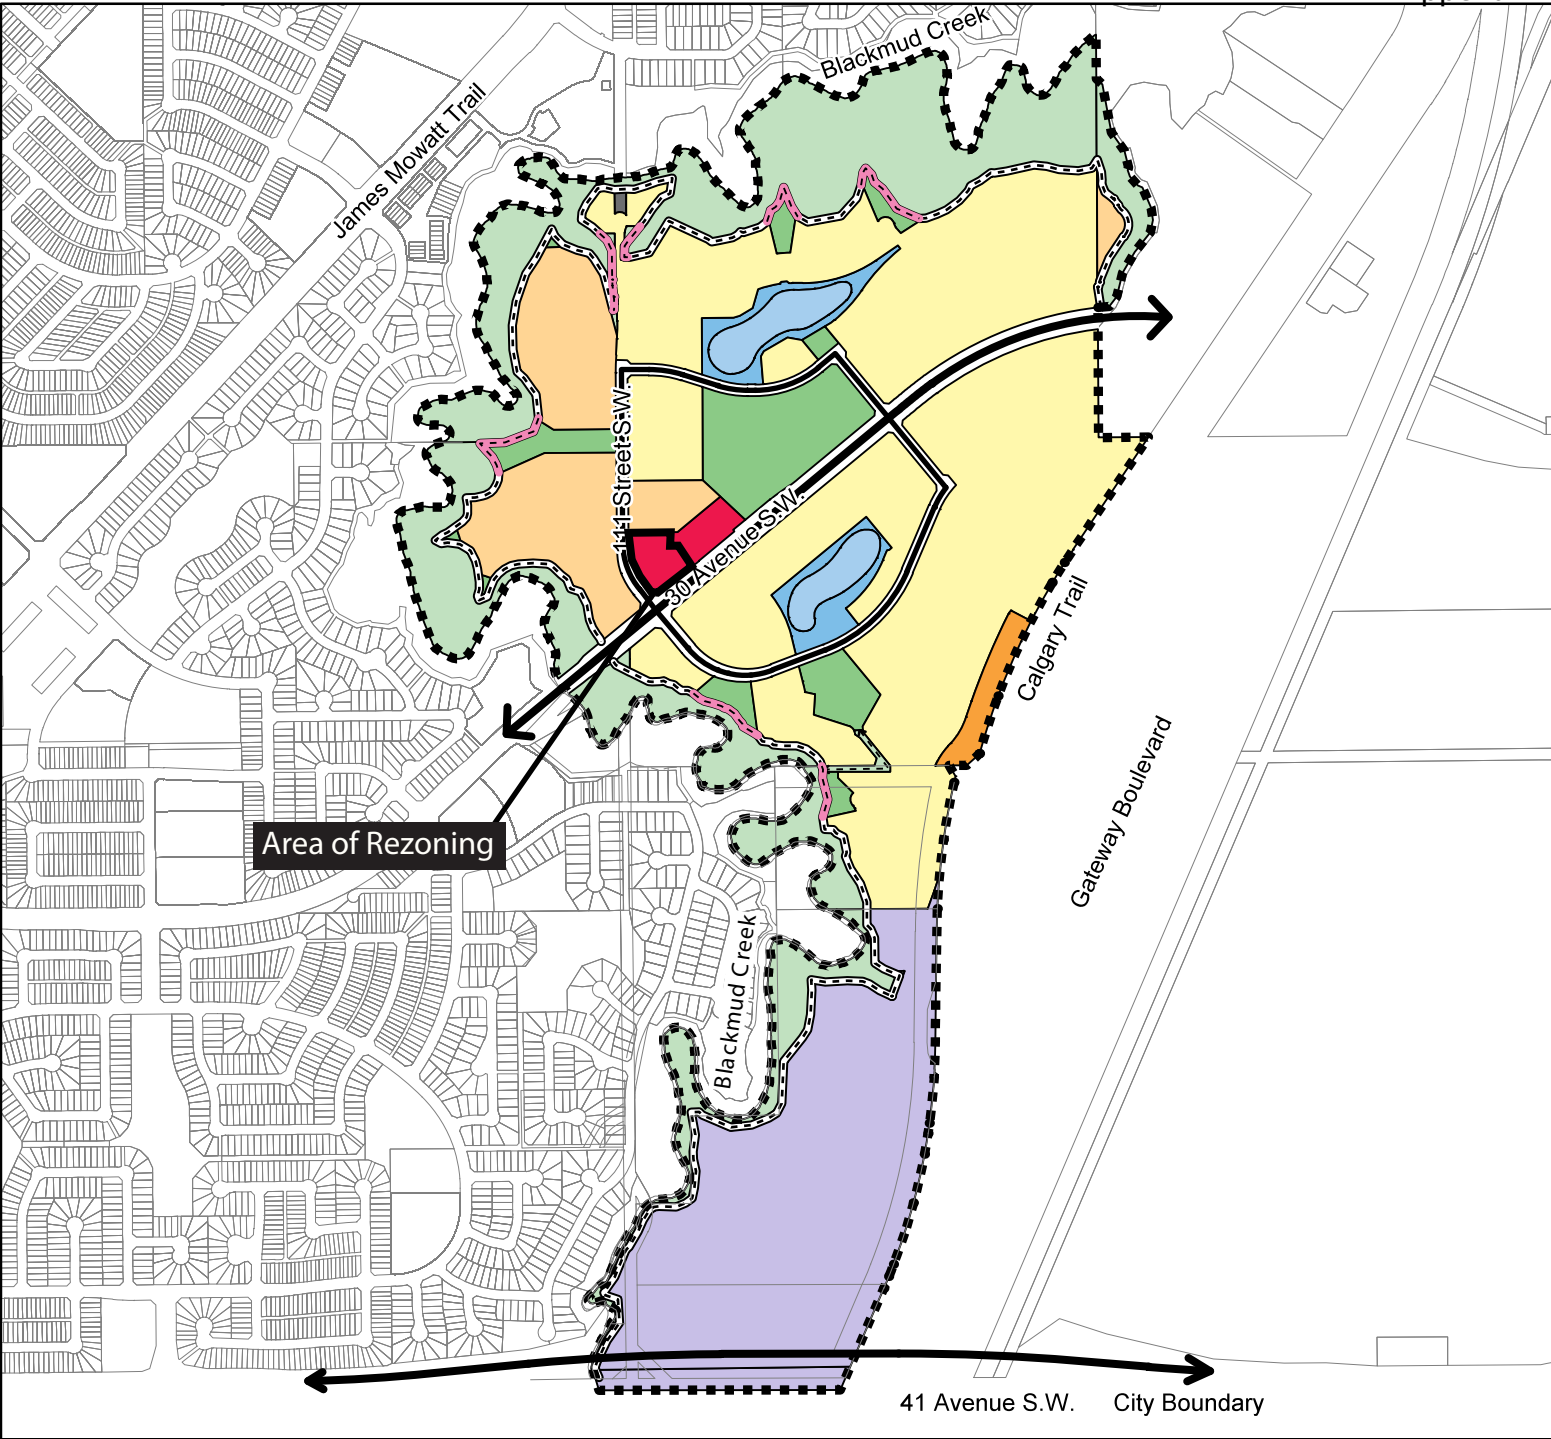 Blackmud Creek
James Mowatt Trail
111 Street S.W.
30 Avenue S.W.
Calgary Trail
Gateway Boulevard
Area of Rezoning
Blackmud Creek
41 Avenue S.W.
City Boundary